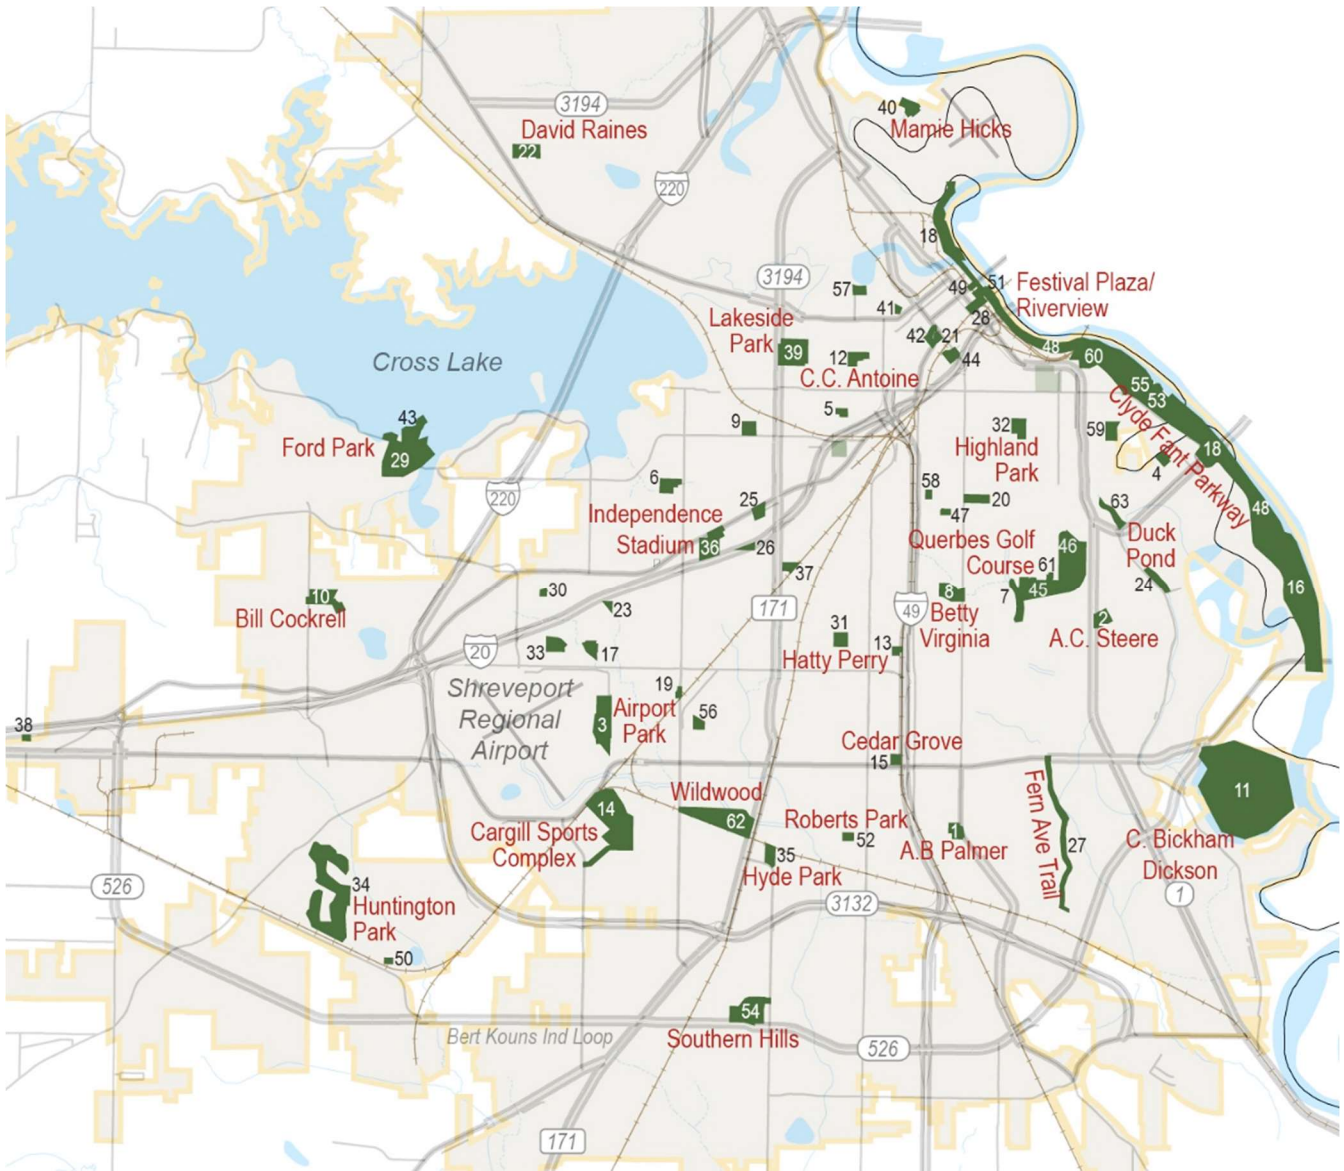 40
Mamie Hicks
3194
David Raines
22
220
18
3194
57
49
51
Festival Plaza/
Riverview
41
28
Lakeside
Park
39
12
C.C. Antoine
42
21
44
48
60
55
53
Cross Lake
Clyde Fant Parkway
43
Ford Park
29
5
9
32
Highland
Park
59
4
18
48
220
6
58
20
47
63
Duck
Pond
24
25
Independence
Stadium
36
26
37
Querbes Golf
Course
46
61
45
7
16
10
Bill Cockrell
30
23
171
49
8
Betty
Virginia
2
A.C. Steere
20
33
17
31
Hatty Perry
13
Shreveport
Regional
Airport
19
3
Airport
Park
56
38
Cedar Grove
15
Wildwood
62
14
Cargill Sports
Complex
Roberts Park
52
1
A.B Palmer
Fern Ave Trail
27
11
C. Bickham
Dickson
35
Hyde Park
526
34
Huntington
Park
50
3132
1
54
Southern Hills
Bert Kouns Ind Loop
526
171